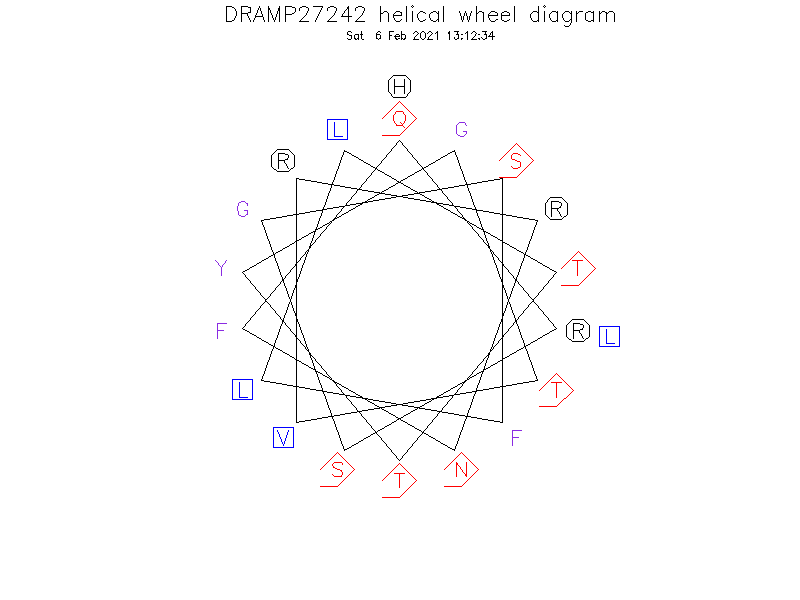 DRAMP27242 helical wheel diagram
Sat 6 Feb 2021 13:12:34
H
L Q G
R S
G R
Y T
F R L
L T
V F
S T N